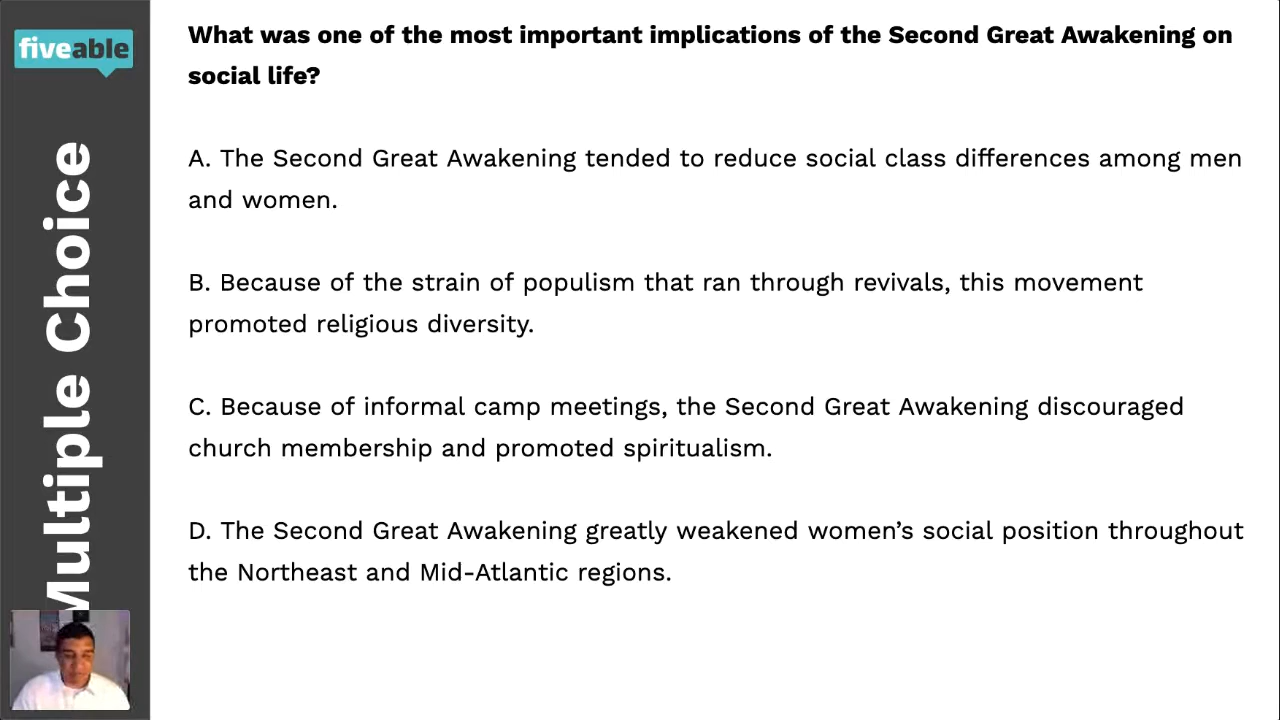 fiveable
Multiple Choice
What was one of the most important implications of the Second Great Awakening on
social life?
A. The Second Great Awakening tended to reduce social class differences among men
and women.
B. Because of the strain of populism that ran through revivals, this movement
promoted religious diversity.
C. Because of informal camp meetings, the Second Great Awakening discouraged
church membership and promoted spiritualism.
D. The Second Great Awakening greatly weakened women’s social position throughout
the Northeast and Mid-Atlantic regions.